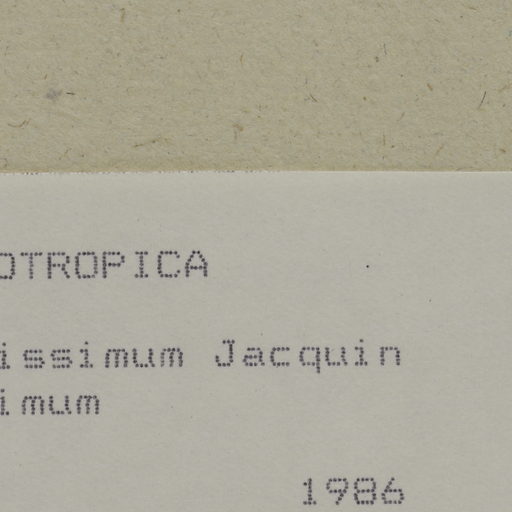 OTROPICA
issimum Jacquin
imum
1986